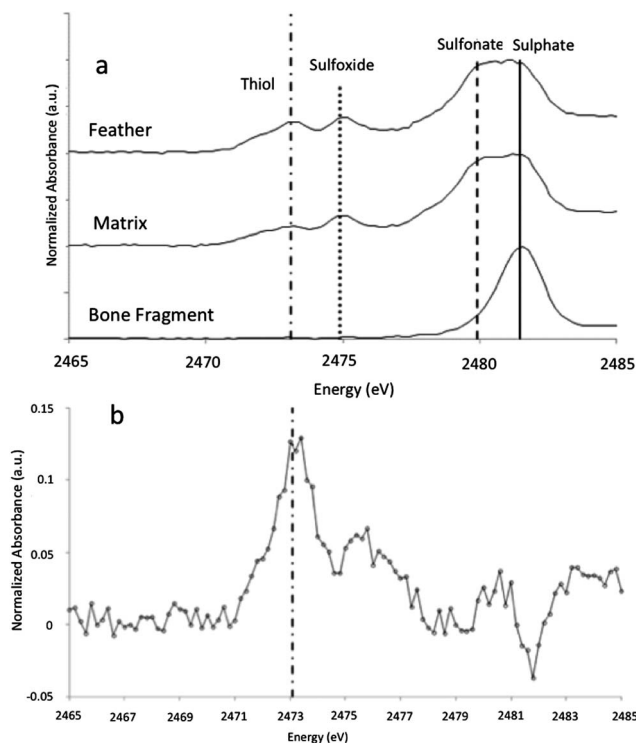 a
Thiol
Sulfoxide
Sulfonate
Sulphate
Feather
Matrix
Bone Fragment
Normalized Absorbance (a.u.)
2465 2470 2475 2480 2485
Energy (eV)
b
0.15
0.1
0.05
0
-0.05
Normalized Absorbance (a.u.)
2465 2467 2469 2471 2473 2475 2477 2479 2481 2483 2485
Energy (eV)